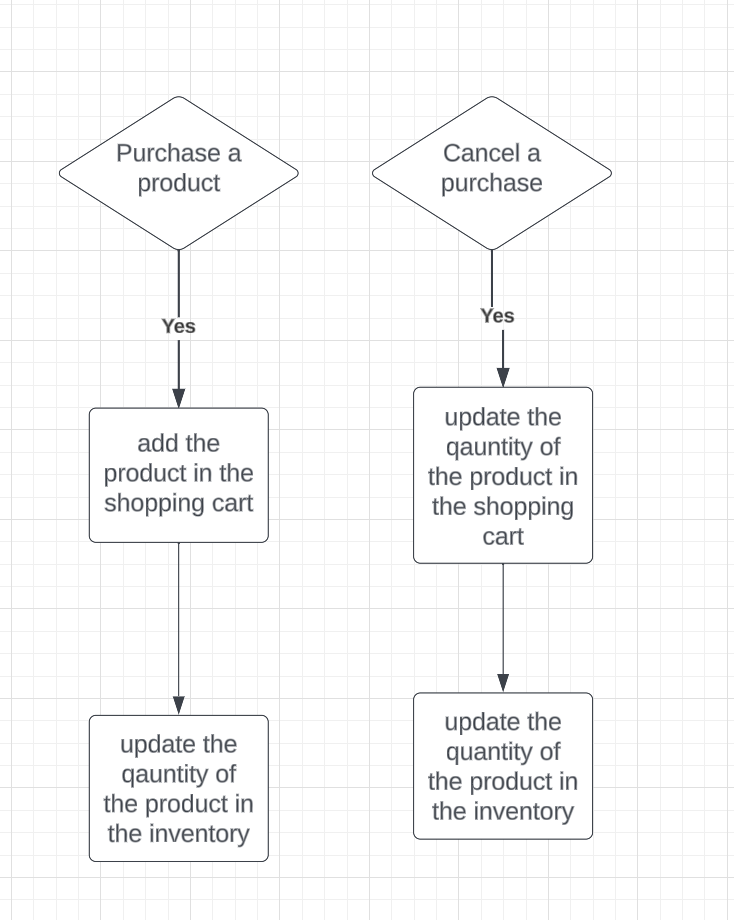 Purchase a
product
Yes
add the
product in the
shopping cart
update the
qauntity of
the product in
the inventory
Cancel a
purchase
Yes
update the
qauntity of
the product in
the shopping
cart
update the
quantity of
the product in
the inventory